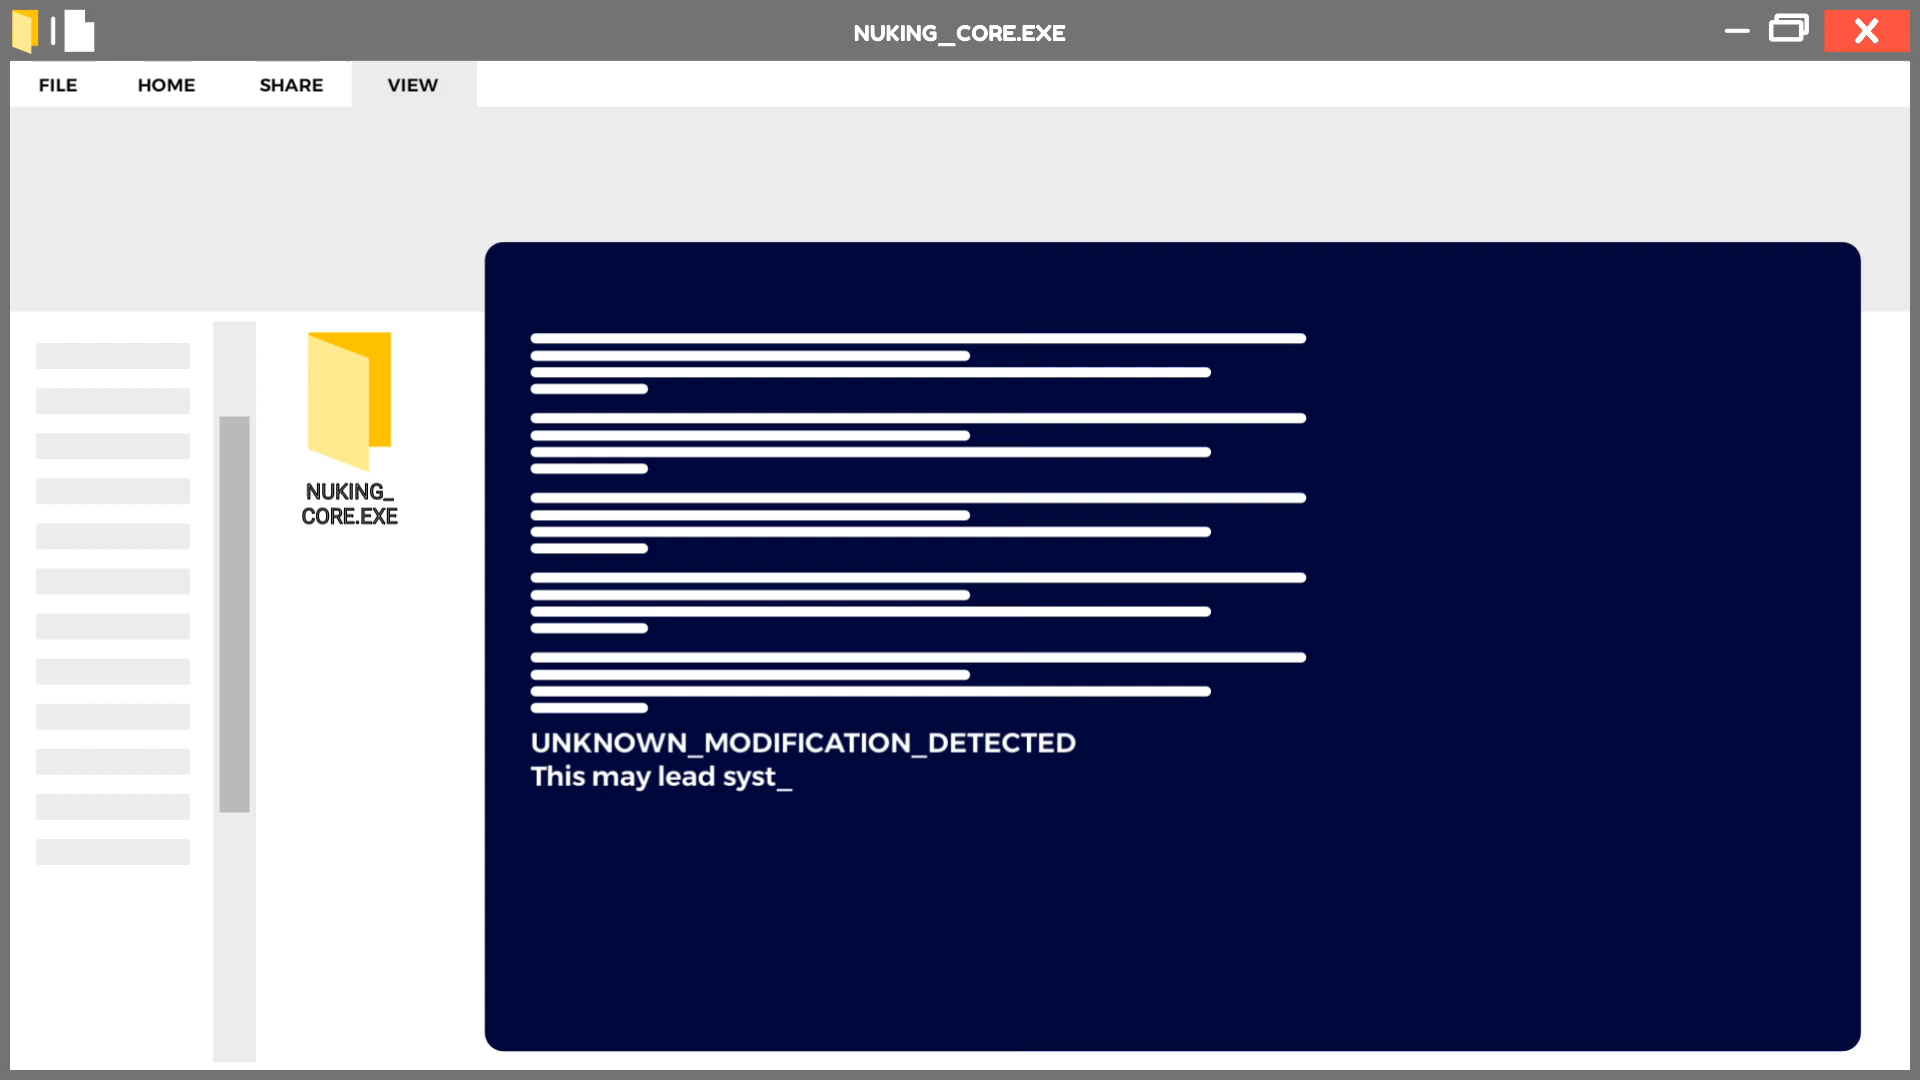 NUKING_CORE.EXE
FILE HOME SHARE VIEW
NUKING_
CORE.EXE
UNKNOWN_MODIFICATION_DETECTED
This may lead syst_